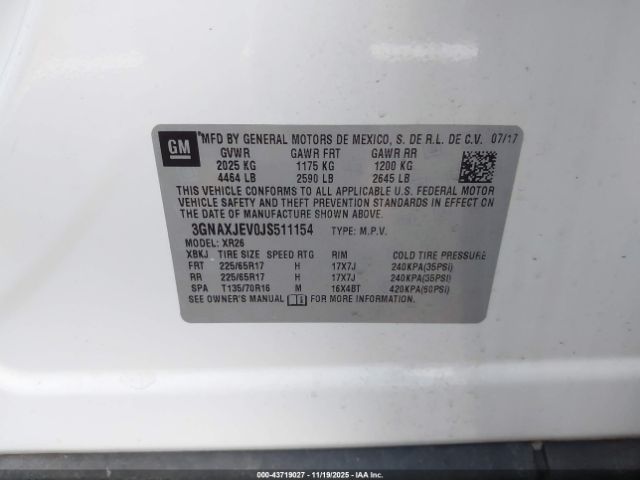 GM
MFD BY GENERAL MOTORS DE MEXICO, S. DE R.L. DE C.V. 07/17
GVWR GAWR FRT GAWR RR
2025 KG 1175 KG 1200 KG
4464 LB 2590 LB 2645 LB
THIS VEHICLE CONFORMS TO ALL APPLICABLE U.S. FEDERAL MOTOR
VEHICLE SAFETY AND THEFT PREVENTION STANDARDS IN EFFECT ON
THE DATE OF MANUFACTURE SHOWN ABOVE.
3GNAXJEV0JS511154 TYPE: M.P.V.
MODEL: XR26
XBKJ TIRE SIZE SPEED RTG RIM COLD TIRE PRESSURE
FRT 225/65R17 H 17X7J 240KPA(35PSI)
RR 225/65R17 H 17X7J 240KPA(35PSI)
SPA T135/70R16 M 16X4BT 420KPA(60PSI)
SEE OWNER'S MANUAL FOR MORE INFORMATION.
000-43719027 - 11/19/2025 - IAAI.COM